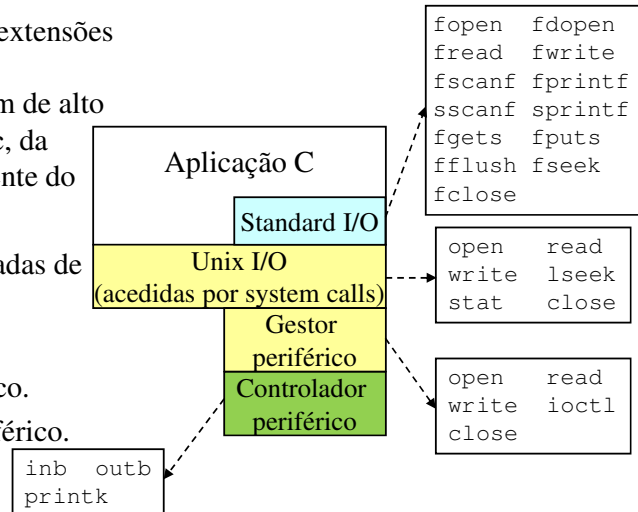 extensões
m de alto
c, da
ente do
adas de
co.
férico.
Aplicação C
Standard I/O
Unix I/O
(acedidas por system calls)
Gestor
periférico
Controlador
periférico
fopen fdopen
fread fwrite
fscanf fprintf
sscanf sprintf
fgets fputs
fflush fseek
fclose
open read
write lseek
stat close
open read
write ioctl
close
inb outb
printk